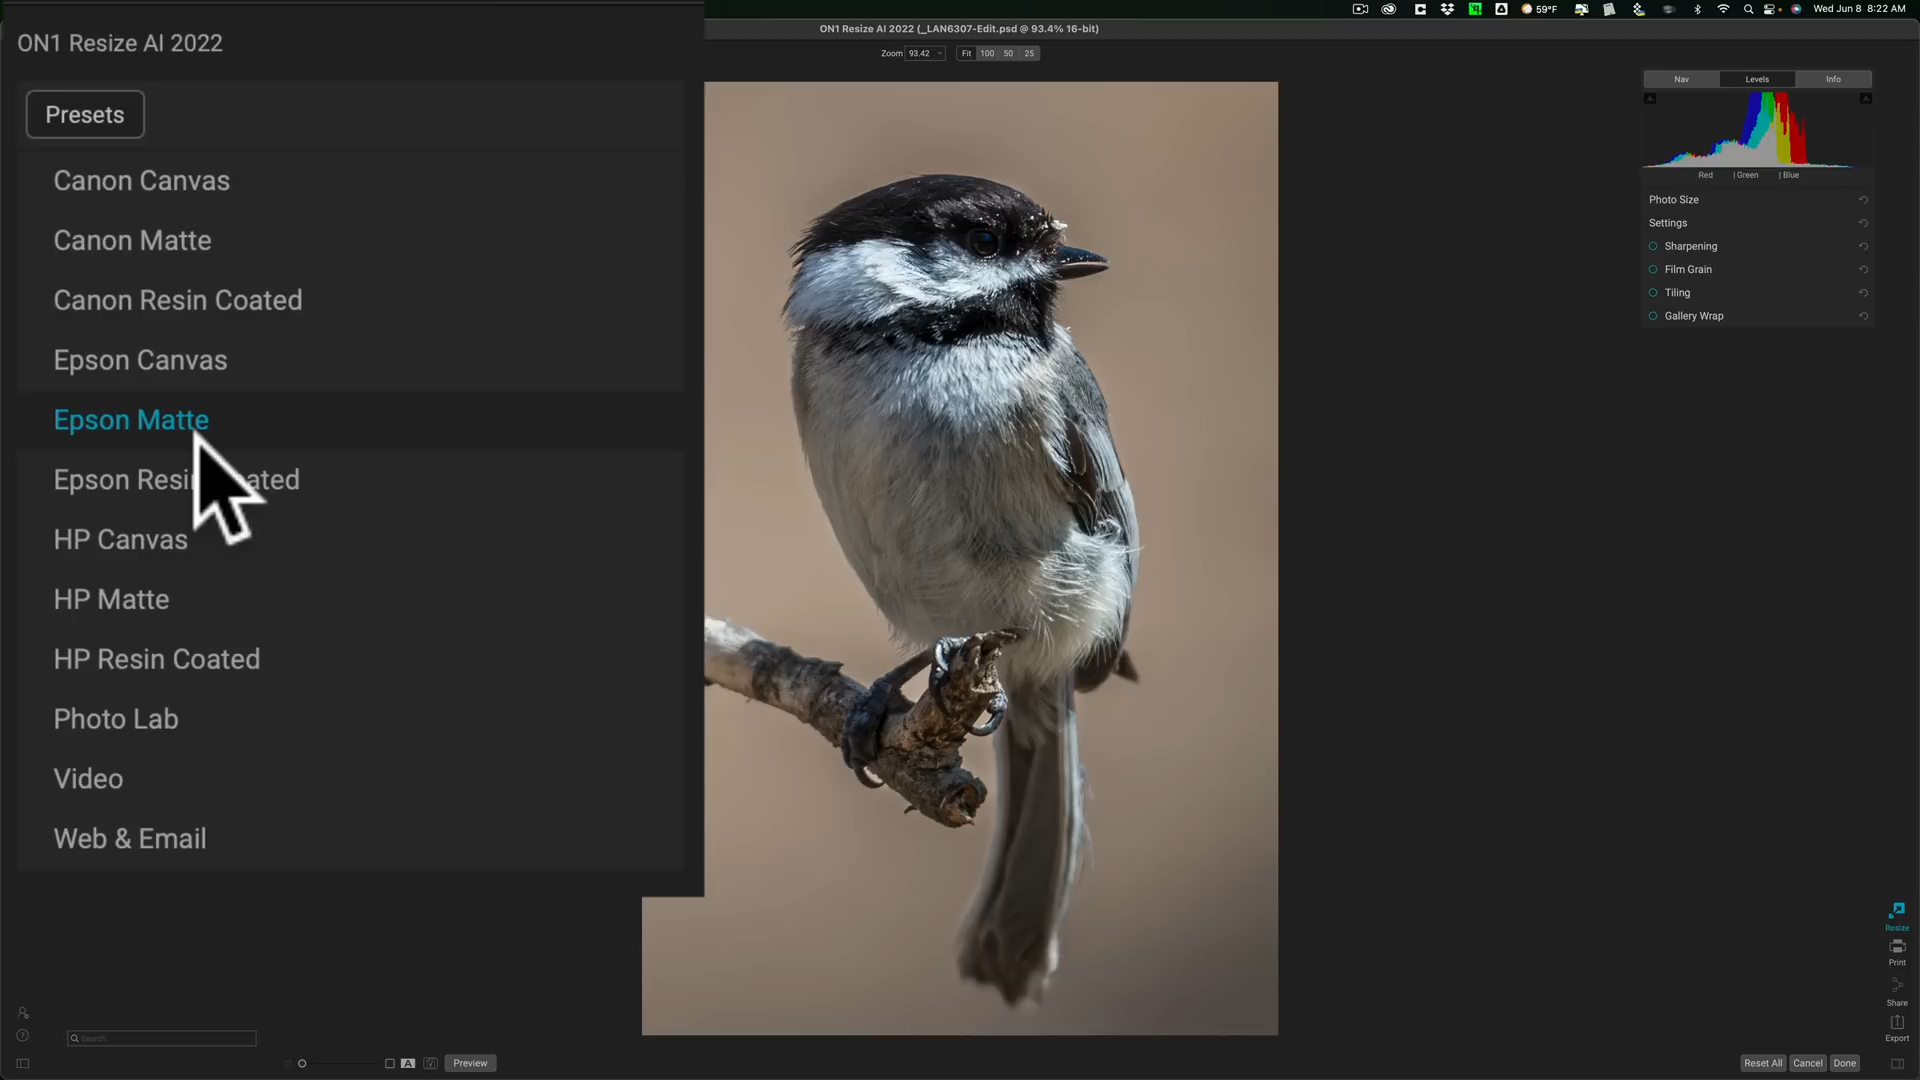 59°F
Wed Jun 8 8:22 AM
ON1 Resize AI 2022 (_LAN6307-Edit.psd @ 93.4% 16-bit)
Zoom 93.42 Fit 100 50 25
ON1 Resize AI 2022
Presets
Canon Canvas
Canon Matte
Canon Resin Coated
Epson Canvas
Epson Matte
Epson Resin ated
HP Canvas
HP Matte
HP Resin Coated
Photo Lab
Video
Web & Email
Nav Levels Info
Red | Green | Blue
Photo Size
Settings
Sharpening
Film Grain
Tiling
Gallery Wrap
Resize
Print
Share
Export
Search
A
Preview
Reset All Cancel Done